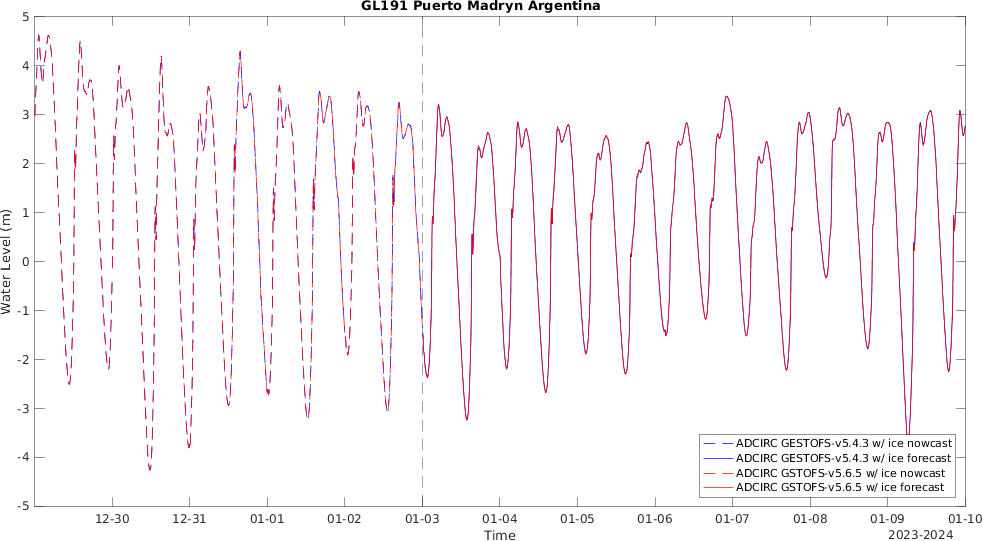 GL191 Puerto Madryn Argentina
5
4
3
2
1
0
-1
-2
-3
-4
-5
Water Level (m)
ADCIRC GESTOFS-v5.4.3 w/ ice nowcast
ADCIRC GESTOFS-v5.4.3 w/ ice forecast
ADCIRC GSTOFS-v5.6.5 w/ ice nowcast
ADCIRC GSTOFS-v5.6.5 w/ ice forecast
12-30 12-31 01-01 01-02 01-03 01-04 01-05 01-06 01-07 01-08 01-09 01-10
Time
2023-2024